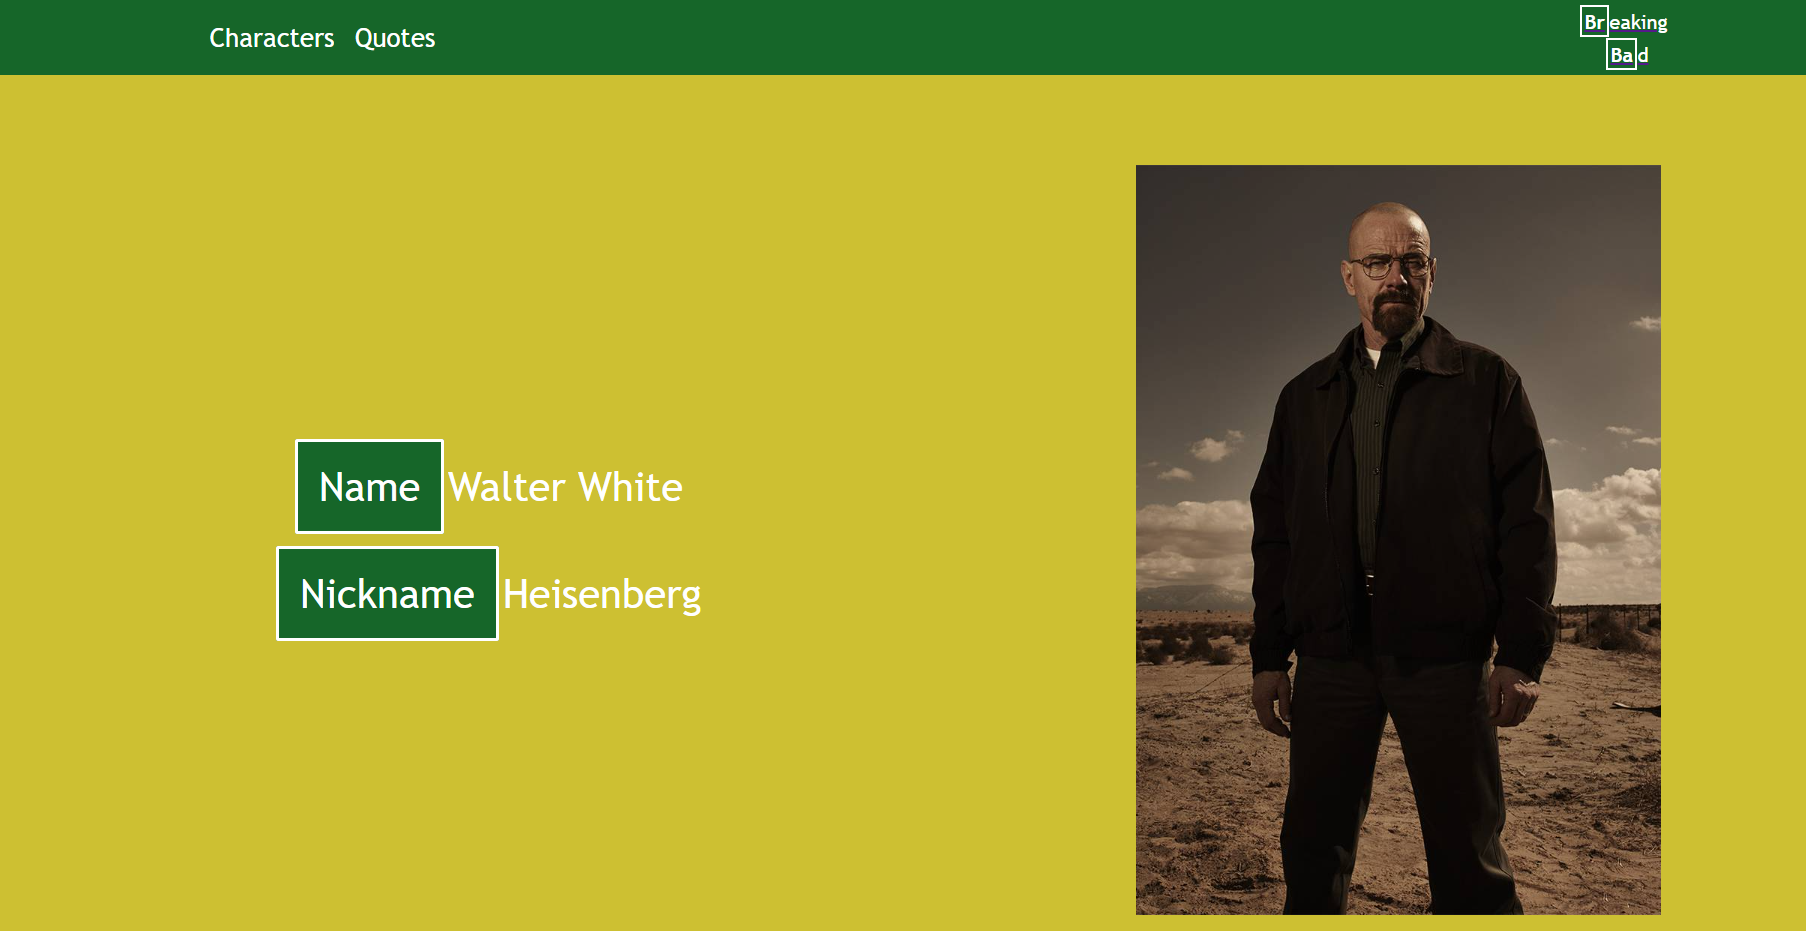 Characters Quotes
Breaking
Bad
Name Walter White
Nickname Heisenberg